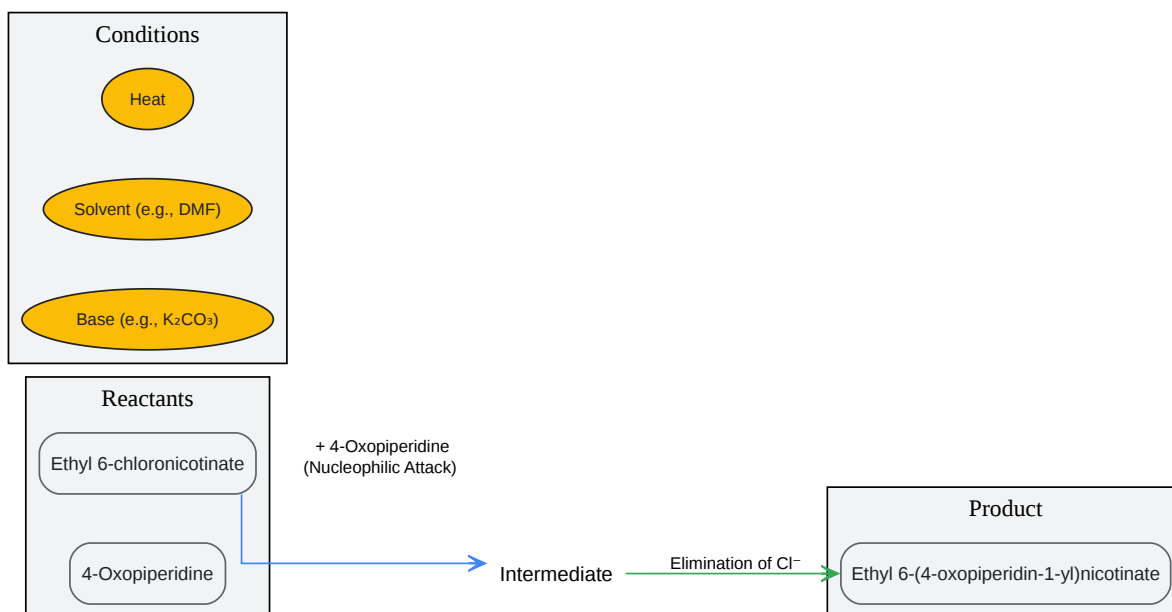 Conditions
Heat
Solvent (e.g., DMF)
Base (e.g., K₂CO₃)
Reactants
Ethyl 6-chloronicotinate
4-Oxopiperidine
+ 4-Oxopiperidine
(Nucleophilic Attack)
Intermediate
Elimination of Cl⁻
Product
Ethyl 6-(4-oxopiperidin-1-yl)nicotinate